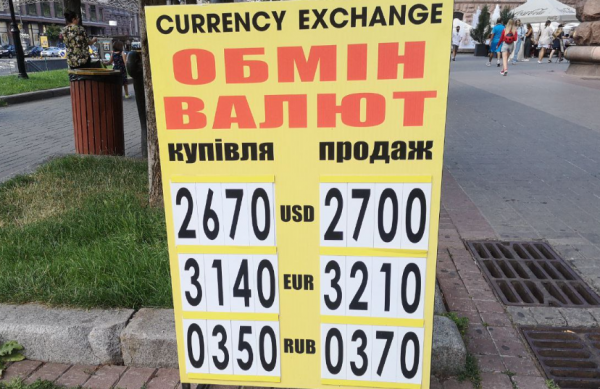 CURRENCY EXCHANGE
ОБМІН
ВАЛЮТ
купівля продаж
2670 USD 2700
3140 EUR 3210
0350 RUB 0370